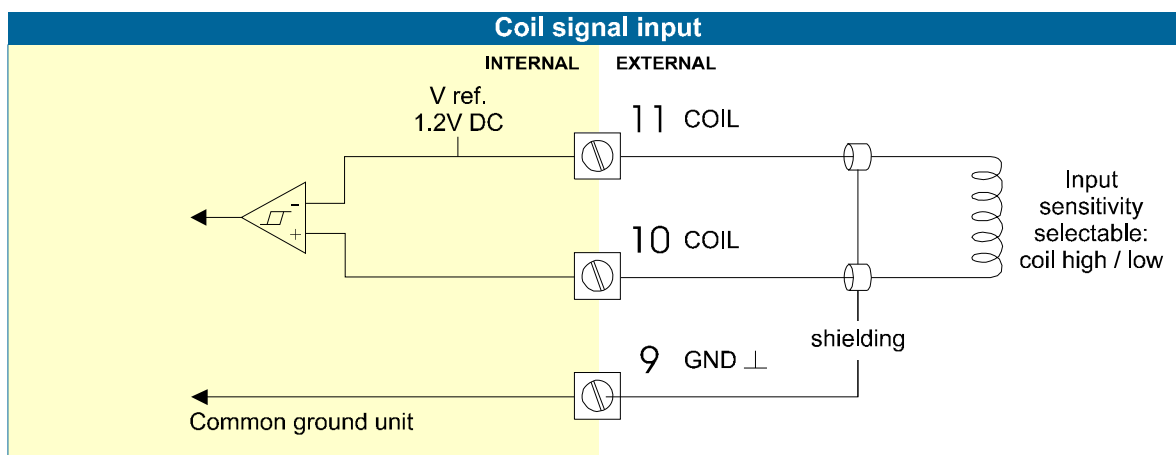 Coil signal input
INTERNAL EXTERNAL
V ref.
1.2V DC
11 COIL
-
+
10 COIL
Input
sensitivity
selectable:
coil high / low
shielding
9 GND ⊥
Common ground unit